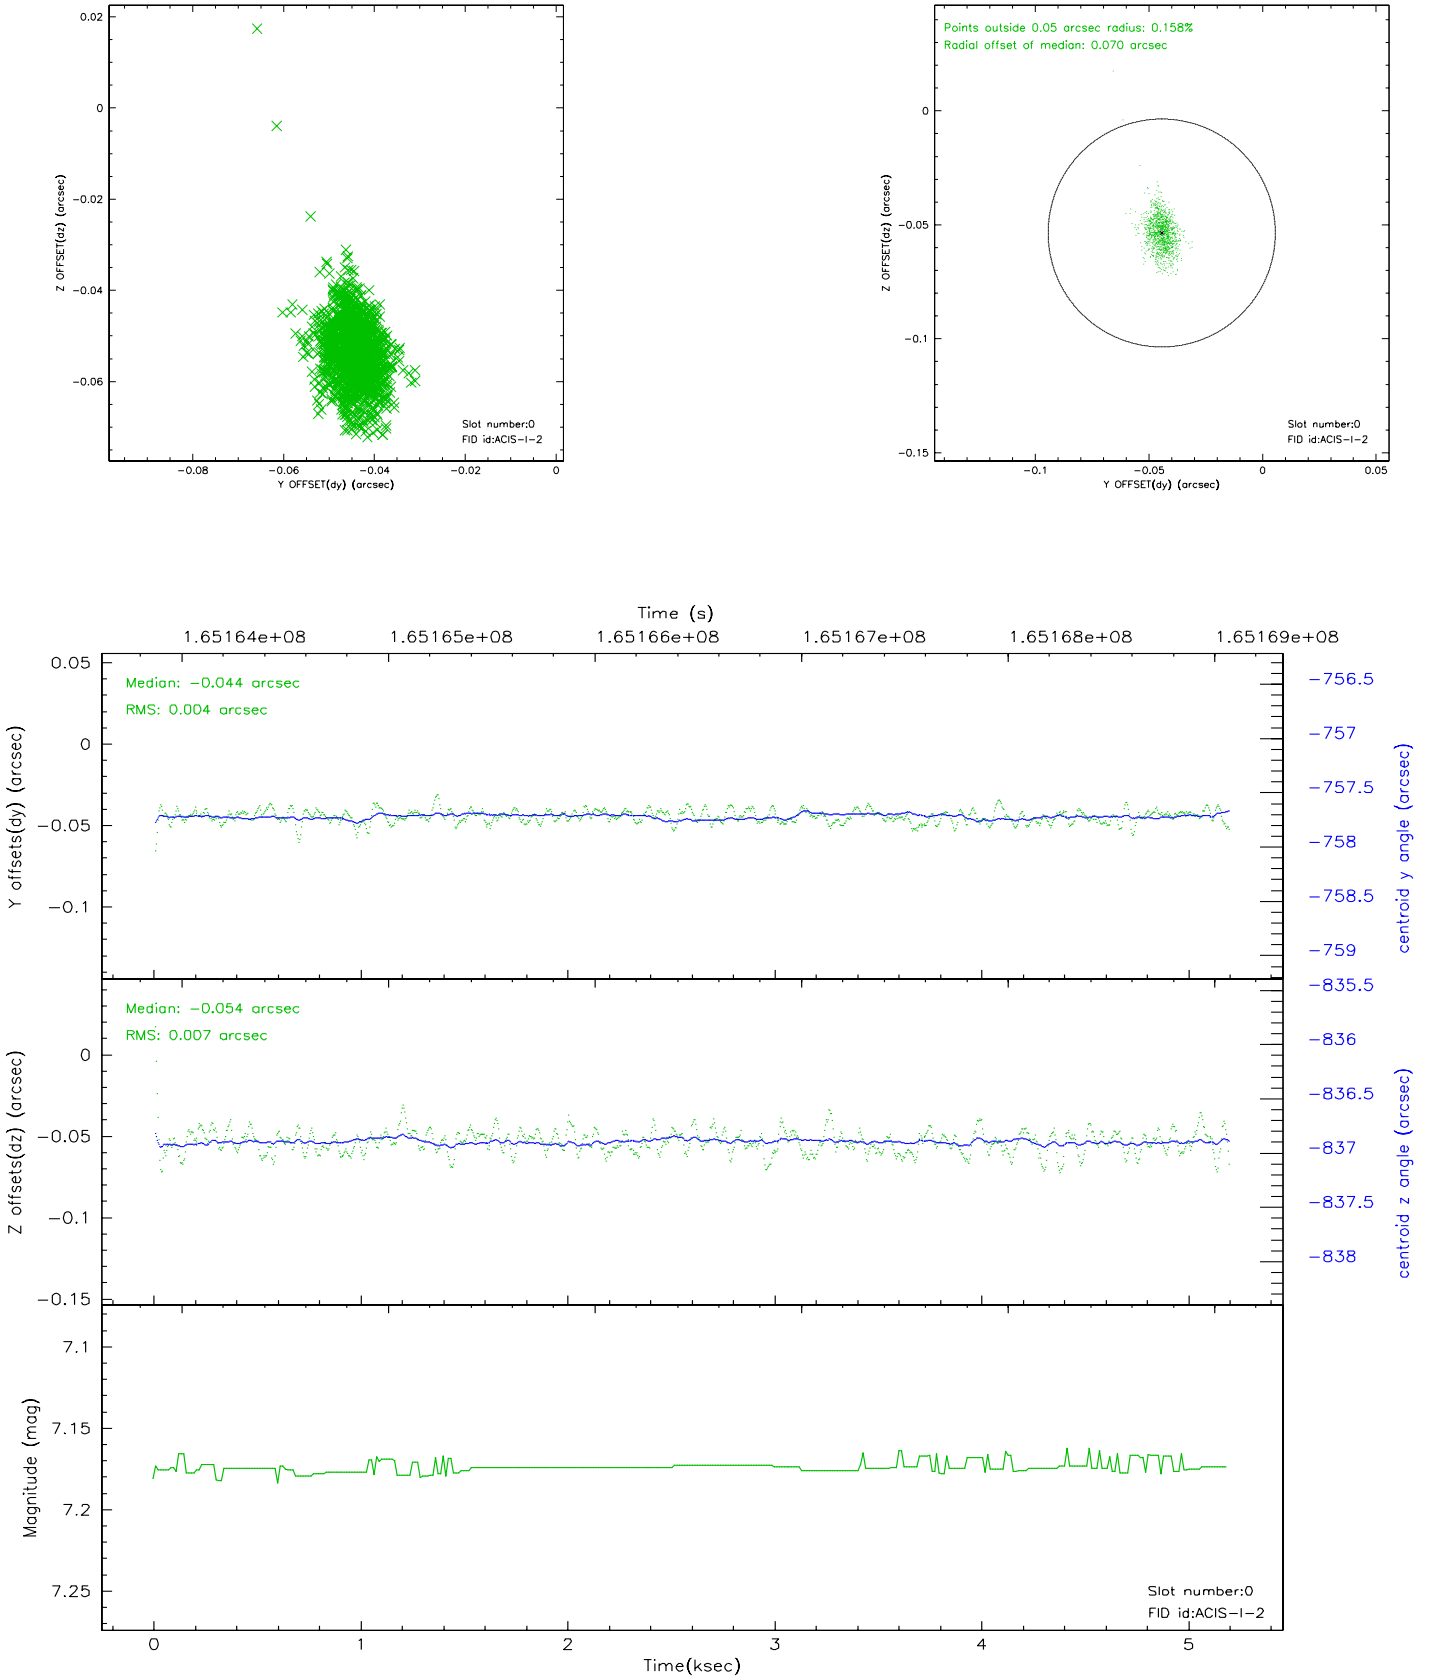 0.02
0
−0.02
−0.04
−0.06
Z OFFSET(dz) (arcsec)
−0.08
−0.06
−0.04
−0.02
0
Y OFFSET(dy) (arcsec)
Slot number:0
FID id:ACIS−I−2
Points outside 0.05 arcsec radius: 0.158%
Radial offset of median: 0.070 arcsec
0
−0.05
−0.1
−0.15
Z OFFSET(dz) (arcsec)
−0.1
−0.05
0
0.05
Y OFFSET(dy) (arcsec)
Slot number:0
FID id:ACIS−I−2
Time (s)
1.65164e+08
1.65165e+08
1.65166e+08
1.65167e+08
1.65168e+08
1.65169e+08
0.05
0
−0.05
−0.1
Y offsets(dy) (arcsec)
Median: −0.044 arcsec
RMS: 0.004 arcsec
−756.5
−757
−757.5
−758
−758.5
−759
centroid y angle (arcsec)
0
−0.05
−0.1
−0.15
Z offsets(dz) (arcsec)
Median: −0.054 arcsec
RMS: 0.007 arcsec
−835.5
−836
−836.5
−837
−837.5
−838
centroid z angle (arcsec)
7.1
7.15
7.2
7.25
Magnitude (mag)
Slot number:0
FID id:ACIS−I−2
0
1
2
3
4
5
Time(ksec)